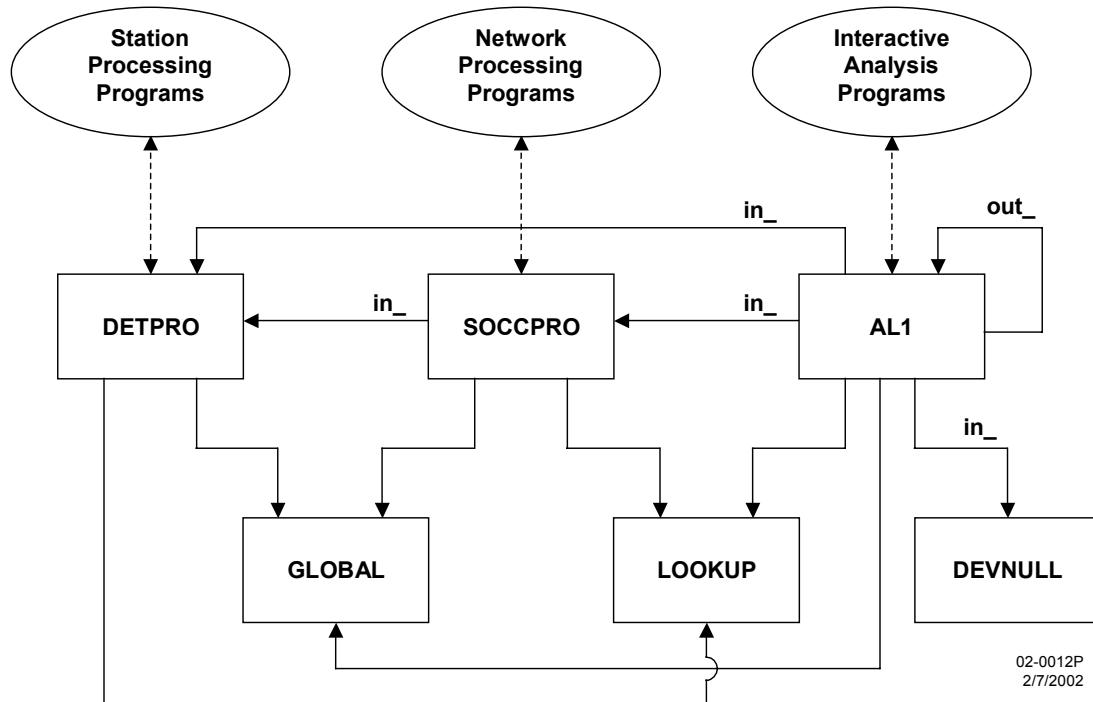 Station
Processing
Programs
Network
Processing
Programs
Interactive
Analysis
Programs
in_
out_
in_
in_
DETPRO
SOCCPRO
AL1
in_
GLOBAL
LOOKUP
DEVNULL
02-0012P
2/7/2002